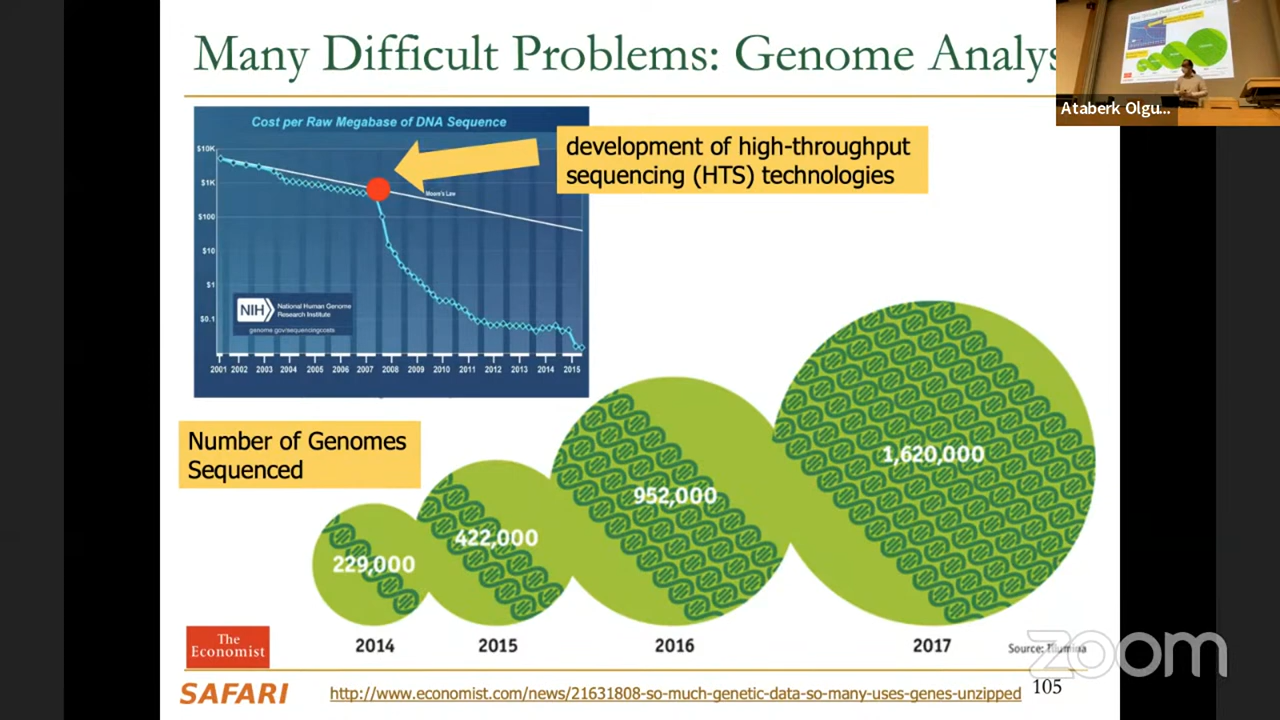 Many Difficult Problems: Genome Analys
Ataberk Olgu...
Cost per Raw Megabase of DNA Sequence
$10K
$1K
$100
$10
$1
$0.1
Moore's Law
NIH
National Human Genome
Research Institute
genome.gov/sequencingcosts
2001 2002 2003 2004 2005 2006 2007 2008 2009 2010 2011 2012 2013 2014 2015
development of high-throughput
sequencing (HTS) technologies
Number of Genomes
Sequenced
229,000
422,000
952,000
1,620,000
2014 2015 2016 2017
Source: Illumina
The
Economist
zoom
SAFARI
http://www.economist.com/news/21631808-so-much-genetic-data-so-many-uses-genes-unzipped
105